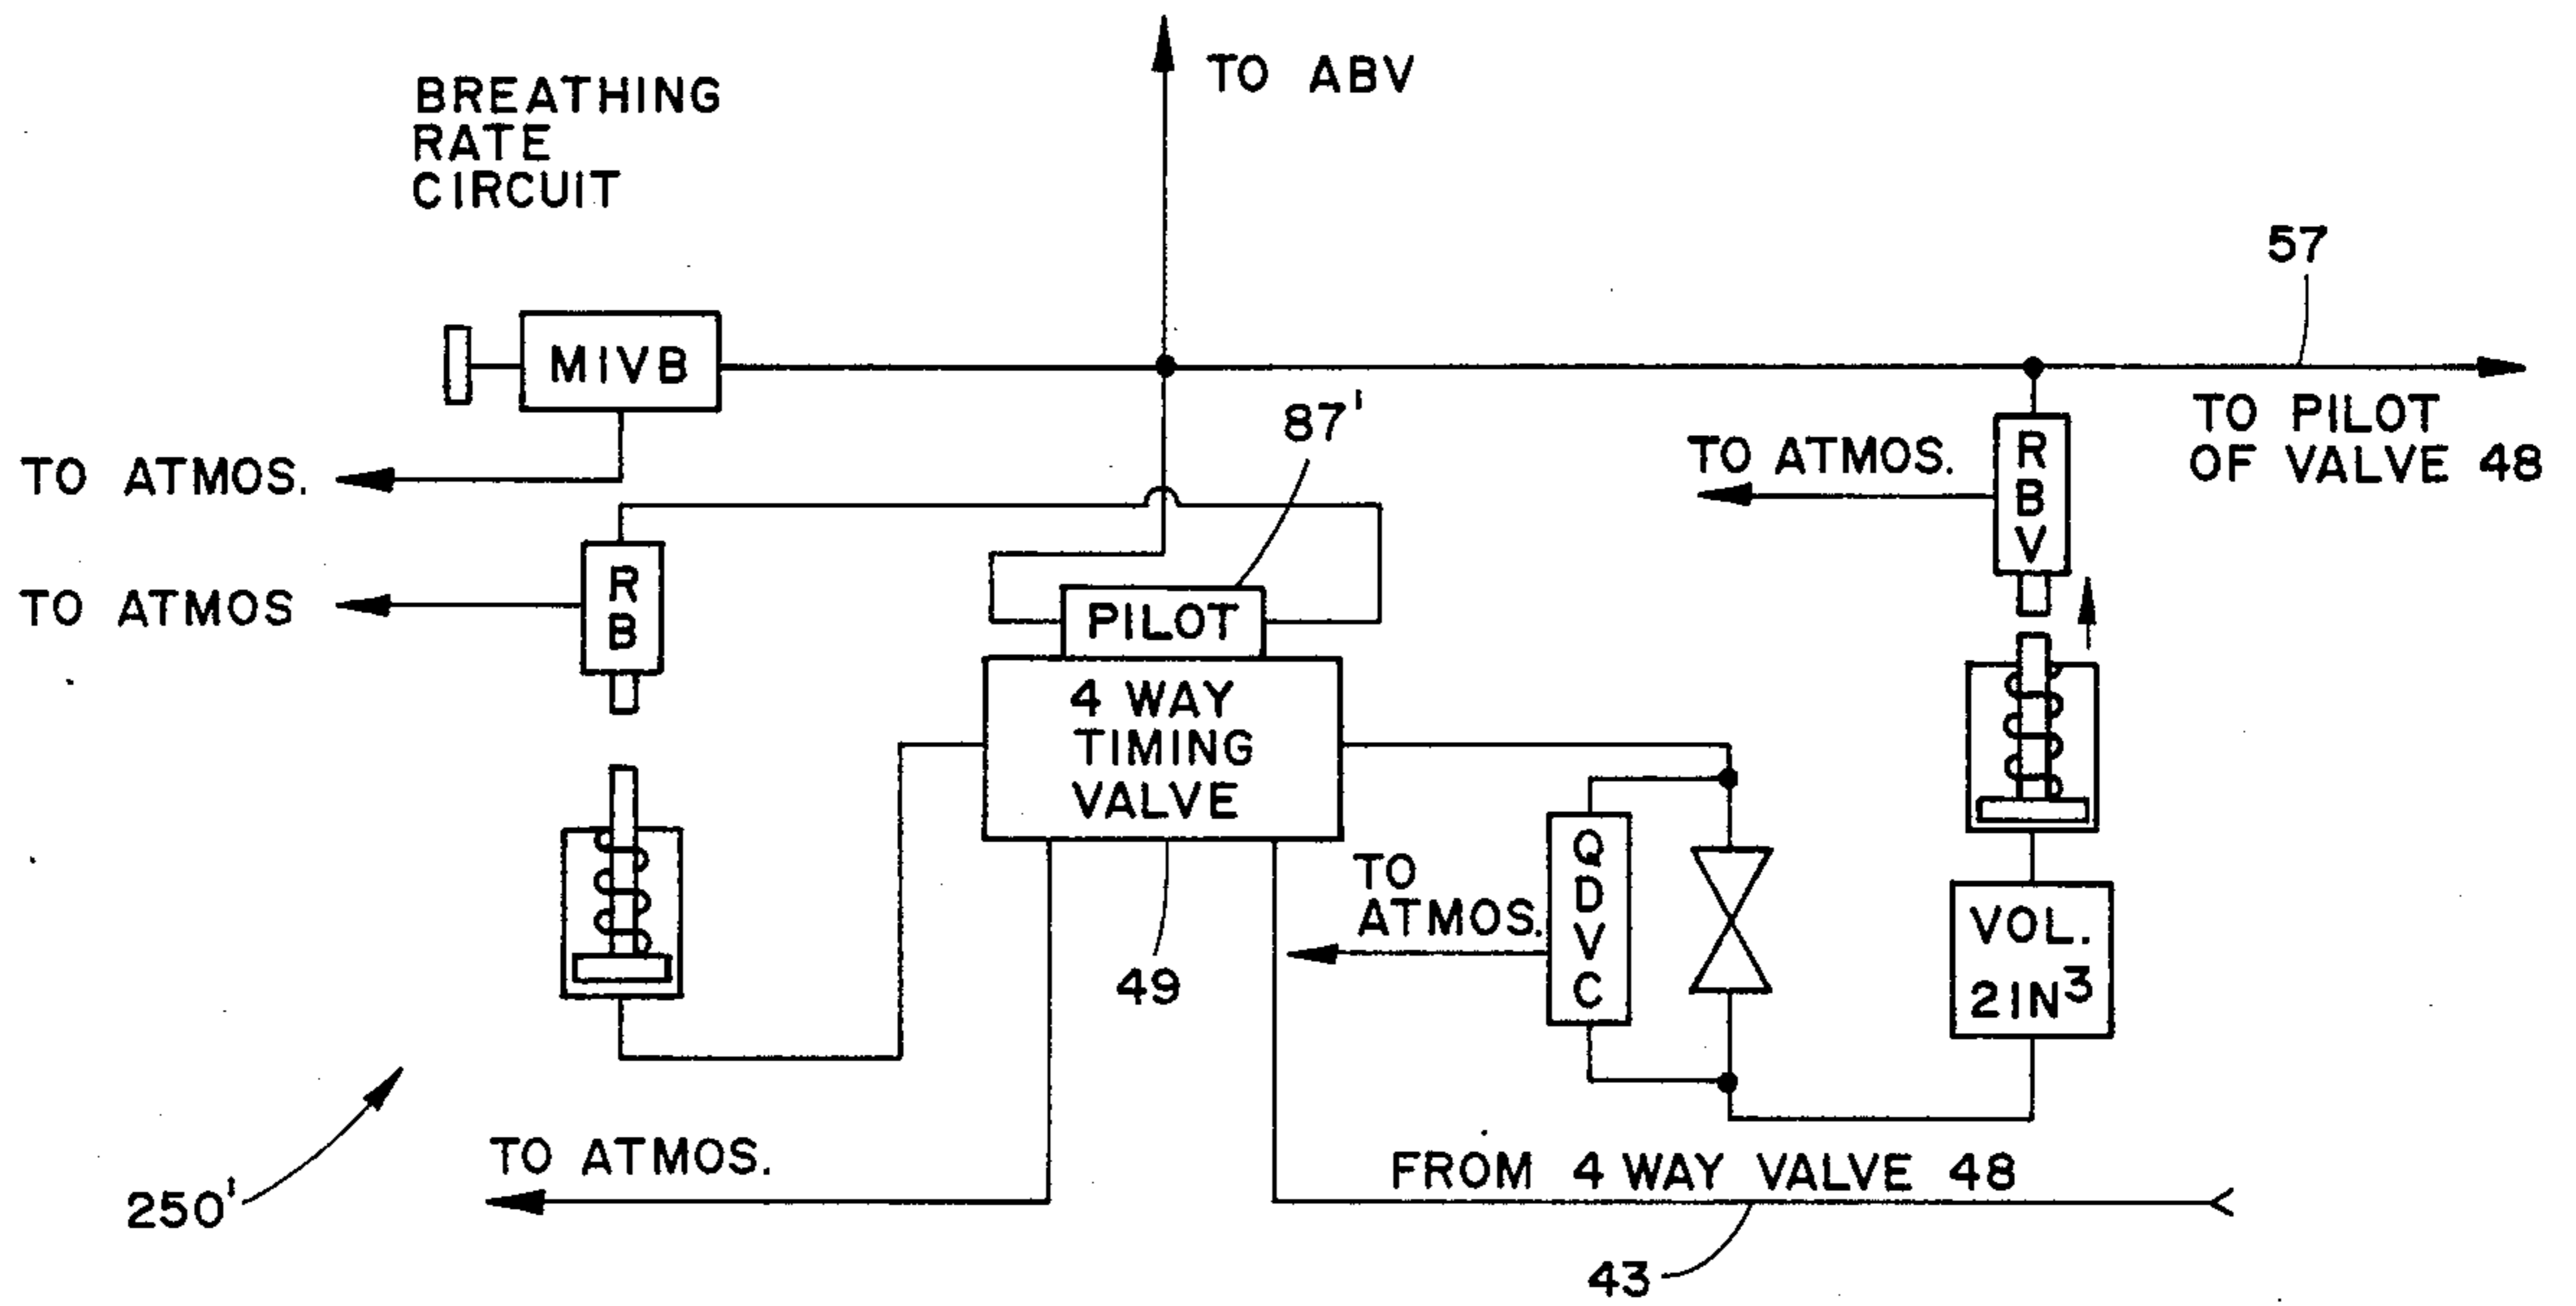 TO ABV
BREATHING
RATE
CIRCUIT
57
MIVB
TO PILOT
OF VALVE 48
87'
TO ATMOS.
R
B
V
TO ATMOS.
R
B
TO ATMOS
PILOT
4 WAY
TIMING
VALVE
Q
D
V
C
TO
ATMOS.
VOL.
2IN³
49
TO ATMOS.
FROM 4 WAY VALVE 48
250'
43